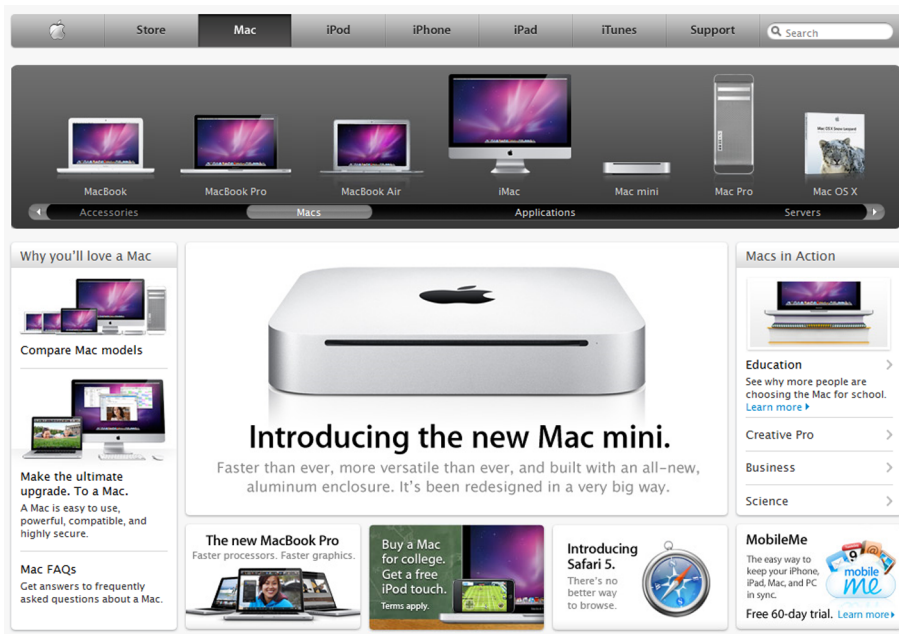 Store
Mac
iPod
iPhone
iPad
iTunes
Support
Search
MacBook
MacBook Pro
MacBook Air
iMac
Mac mini
Mac Pro
Mac OS X
Accessories
Macs
Applications
Servers
Why you'll love a Mac
Compare Mac models
Make the ultimate
upgrade. To a Mac.
A Mac is easy to use,
powerful, compatible, and
highly secure.
Mac FAQs
Get answers to frequently
asked questions about a Mac.
Introducing the new Mac mini.
Faster than ever, more versatile than ever, and built with an all-new,
aluminum enclosure. It's been redesigned in a very big way.
Macs in Action
Education
See why more people are
choosing the Mac for school.
Learn more
Creative Pro
Business
Science
The new MacBook Pro
Faster processors. Faster graphics.
Buy a Mac
for college.
Get a free
iPod touch.
Terms apply.
Introducing
Safari 5.
There's no
better way
to browse.
MobileMe
The easy way to
keep your iPhone,
iPad, Mac, and PC
in sync.
mobile
me
Free 60-day trial. Learn more